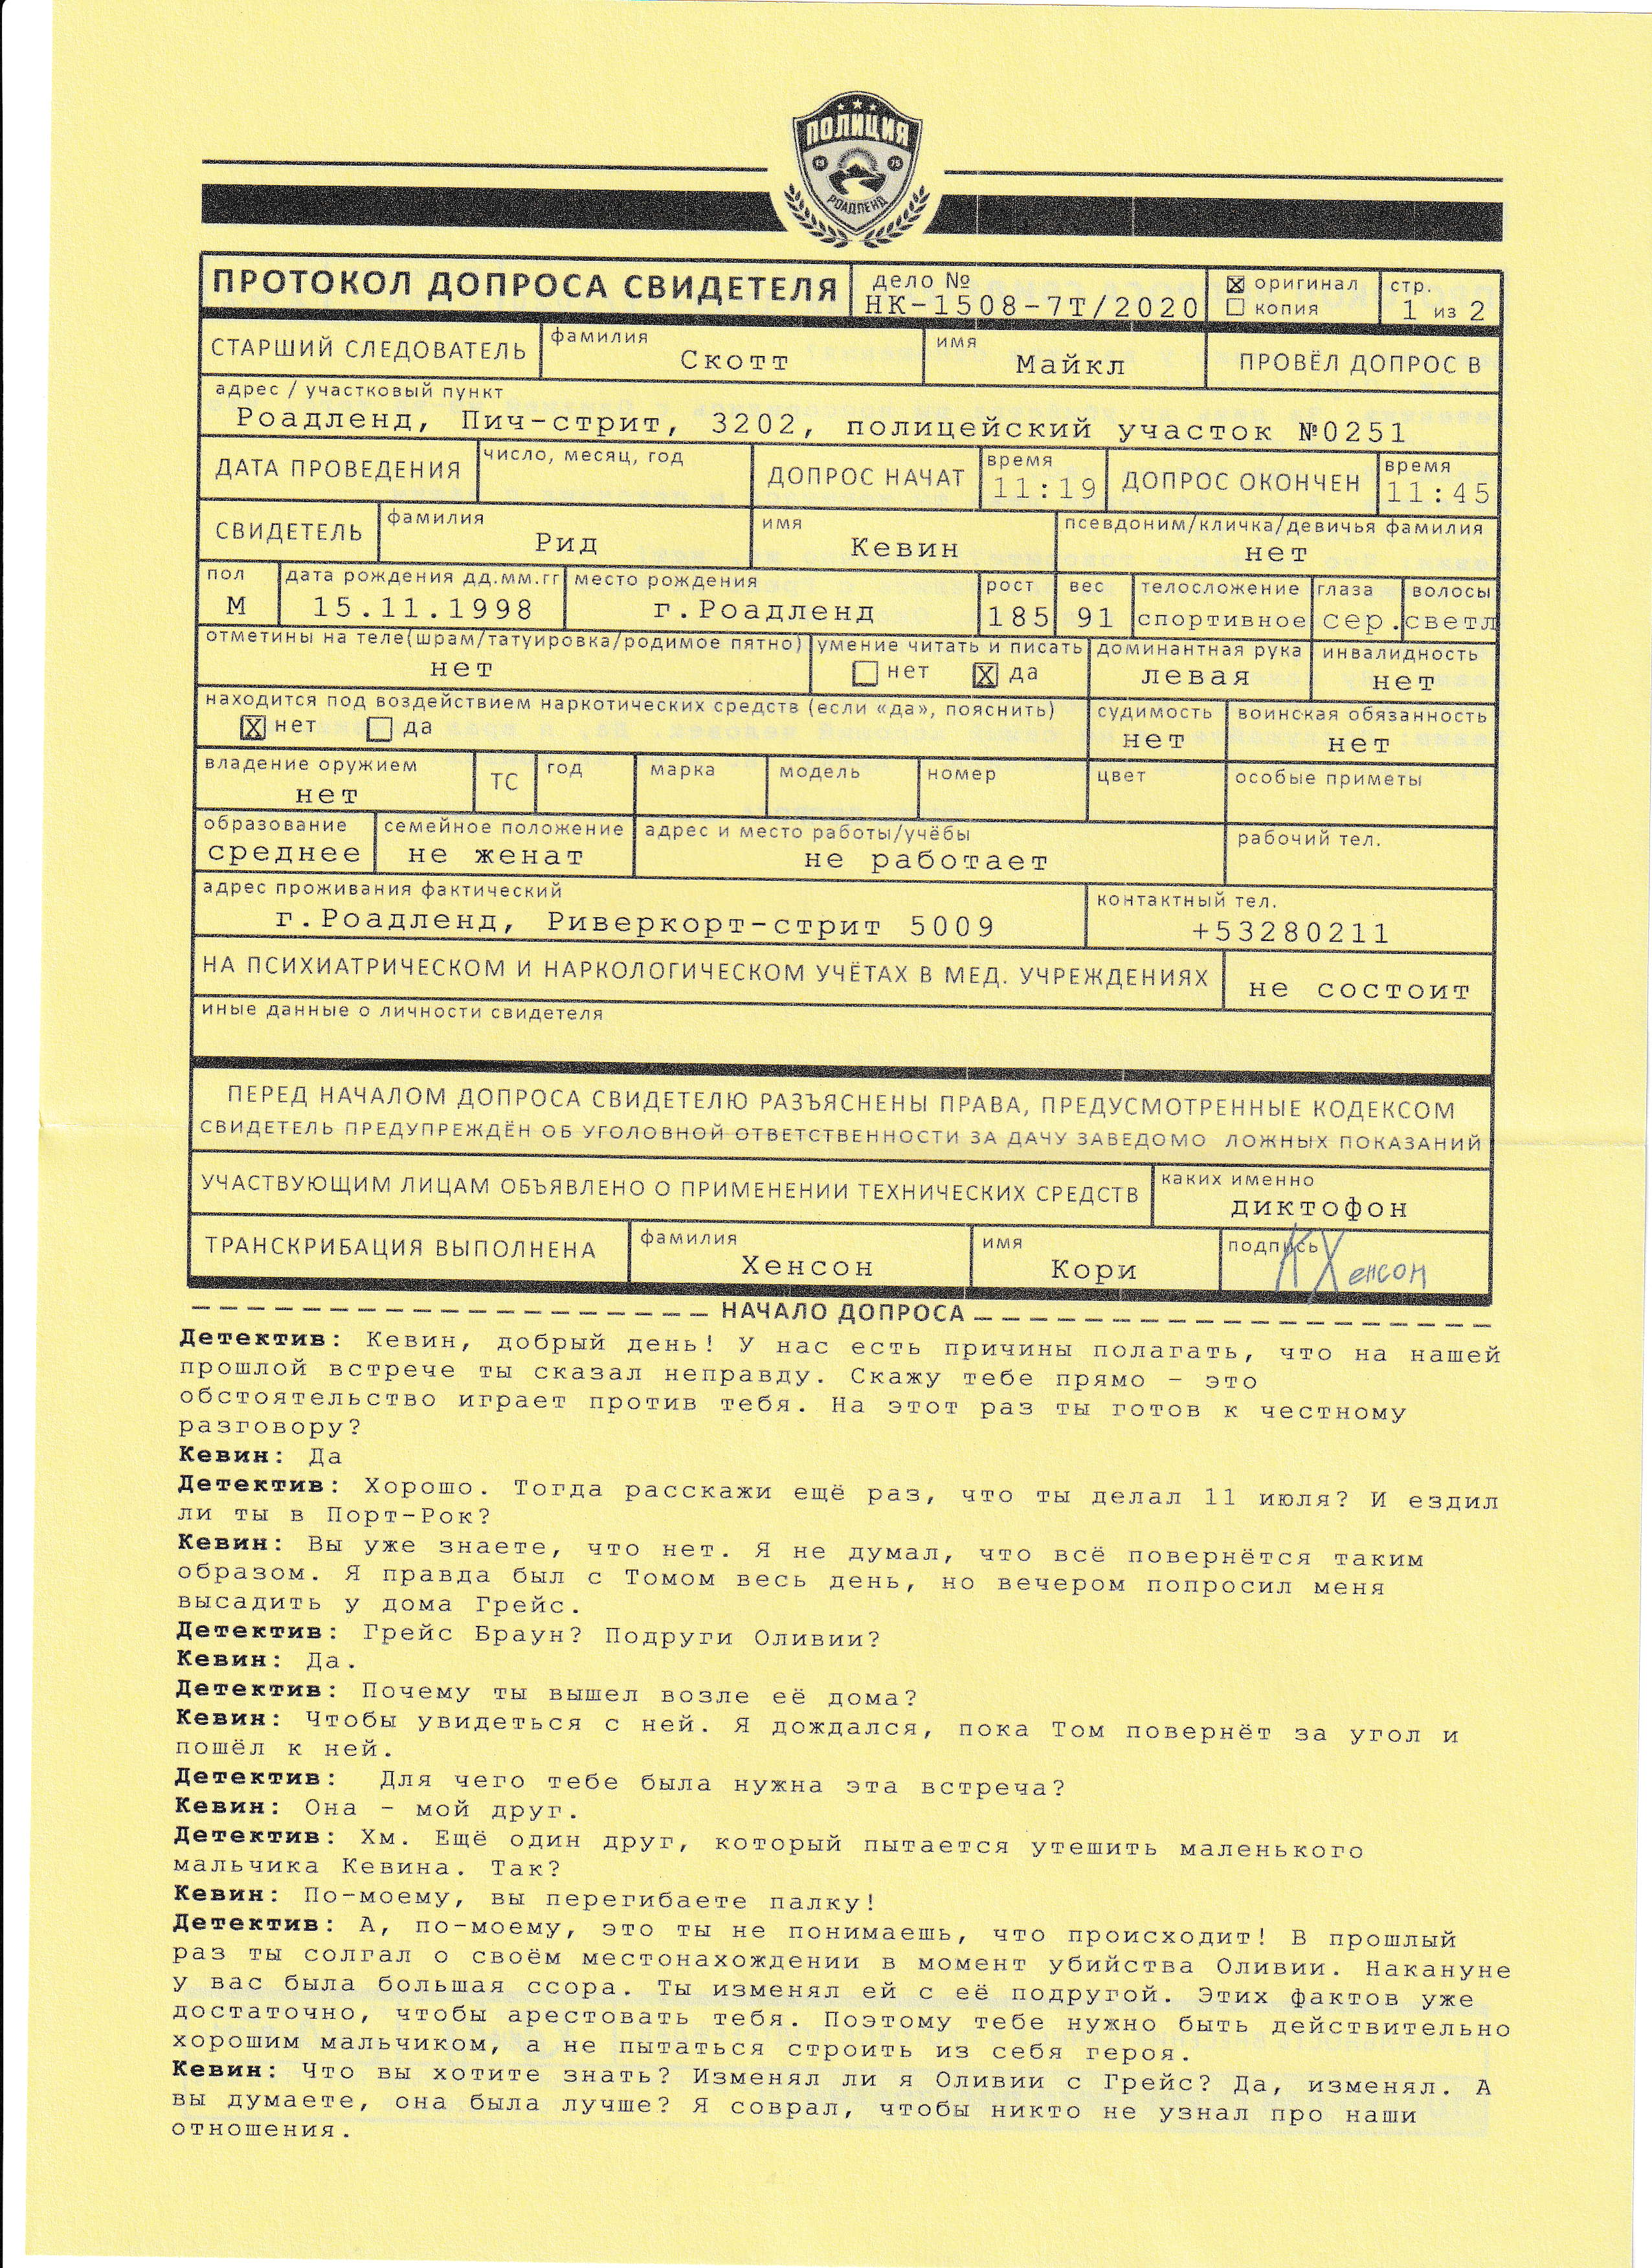 ПОЛИЦИЯ
РОАДЛЕНД
ПРОТОКОЛ ДОПРОСА СВИДЕТЕЛЯ
дело №
НК-1508-7Т/2020
☒ оригинал
☐ копия
стр.
1 из 2
СТАРШИЙ СЛЕДОВАТЕЛЬ
фамилия
Скотт
имя
Майкл
ПРОВЁЛ ДОПРОС В
адрес / участковый пункт
Роадленд, Пич-стрит, 3202, полицейский участок №0251
ДАТА ПРОВЕДЕНИЯ
число, месяц, год
ДОПРОС НАЧАТ
время
11:19
ДОПРОС ОКОНЧЕН
время
11:45
СВИДЕТЕЛЬ
фамилия
Рид
имя
Кевин
псевдоним/кличка/девичья фамилия
нет
пол
М
дата рождения дд.мм.гг
15.11.1998
место рождения
г.Роадленд
рост
185
вес
91
телосложение
спортивное
глаза
сер.
волосы
светл
отметины на теле(шрам/татуировка/родимое пятно)
нет
умение читать и писать
☐ нет ☒ да
доминантная рука
левая
инвалидность
нет
находится под воздействием наркотических средств (если «да», пояснить)
☒ нет ☐ да
судимость
нет
воинская обязанность
нет
владение оружием
нет
ТС
год
марка
модель
номер
цвет
особые приметы
образование
среднее
семейное положение
не женат
адрес и место работы/учёбы
не работает
рабочий тел.
адрес проживания фактический
г.Роадленд, Риверкорт-стрит 5009
контактный тел.
+53280211
НА ПСИХИАТРИЧЕСКОМ И НАРКОЛОГИЧЕСКОМ УЧЁТАХ В МЕД. УЧРЕЖДЕНИЯХ
не состоит
иные данные о личности свидетеля
ПЕРЕД НАЧАЛОМ ДОПРОСА СВИДЕТЕЛЮ РАЗЪЯСНЕНЫ ПРАВА, ПРЕДУСМОТРЕННЫЕ КОДЕКСОМ
СВИДЕТЕЛЬ ПРЕДУПРЕЖДЁН ОБ УГОЛОВНОЙ ОТВЕТСТВЕННОСТИ ЗА ДАЧУ ЗАВЕДОМО ЛОЖНЫХ ПОКАЗАНИЙ
УЧАСТВУЮЩИМ ЛИЦАМ ОБЪЯВЛЕНО О ПРИМЕНЕНИИ ТЕХНИЧЕСКИХ СРЕДСТВ
каких именно
диктофон
ТРАНСКРИБАЦИЯ ВЫПОЛНЕНА
фамилия
Хенсон
имя
Кори
подпись
КХенсон
НАЧАЛО ДОПРОСА
Детектив: Кевин, добрый день! У нас есть причины полагать, что на нашей
прошлой встрече ты сказал неправду. Скажу тебе прямо – это
обстоятельство играет против тебя. На этот раз ты готов к честному
разговору?
Кевин: Да
Детектив: Хорошо. Тогда расскажи ещё раз, что ты делал 11 июля? И ездил
ли ты в Порт-Рок?
Кевин: Вы уже знаете, что нет. Я не думал, что всё повернётся таким
образом. Я правда был с Томом весь день, но вечером попросил меня
высадить у дома Грейс.
Детектив: Грейс Браун? Подруги Оливии?
Кевин: Да.
Детектив: Почему ты вышел возле её дома?
Кевин: Чтобы увидеться с ней. Я дождался, пока Том повернёт за угол и
пошёл к ней.
Детектив: Для чего тебе была нужна эта встреча?
Кевин: Она – мой друг.
Детектив: Хм. Ещё один друг, который пытается утешить маленького
мальчика Кевина. Так?
Кевин: По-моему, вы перегибаете палку!
Детектив: А, по-моему, это ты не понимаешь, что происходит! В прошлый
раз ты солгал о своём местонахождении в момент убийства Оливии. Накануне
у вас была большая ссора. Ты изменял ей с её подругой. Этих фактов уже
достаточно, чтобы арестовать тебя. Поэтому тебе нужно быть действительно
хорошим мальчиком, а не пытаться строить из себя героя.
Кевин: Что вы хотите знать? Изменял ли я Оливии с Грейс? Да, изменял. А
вы думаете, она была лучше? Я соврал, чтобы никто не узнал про наши
отношения.